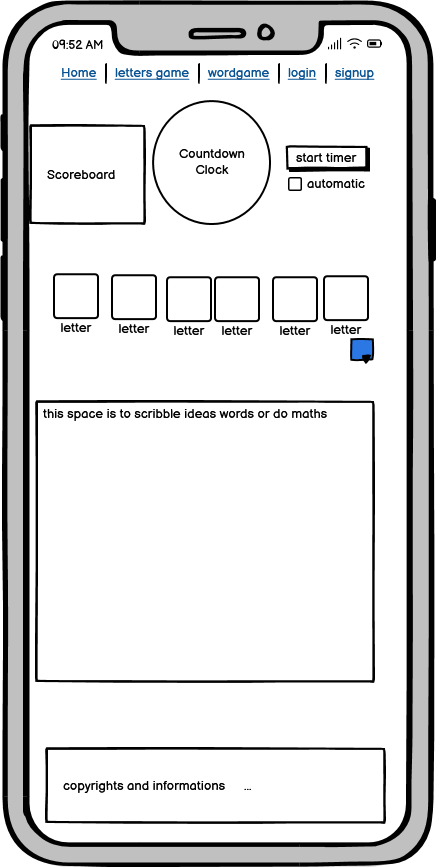 09:52 AM
Home letters game wordgame login signup
Scoreboard
Countdown
Clock
start timer
automatic
letter letter letter letter letter letter
this space is to scribble ideas words or do maths
copyrights and informations ...